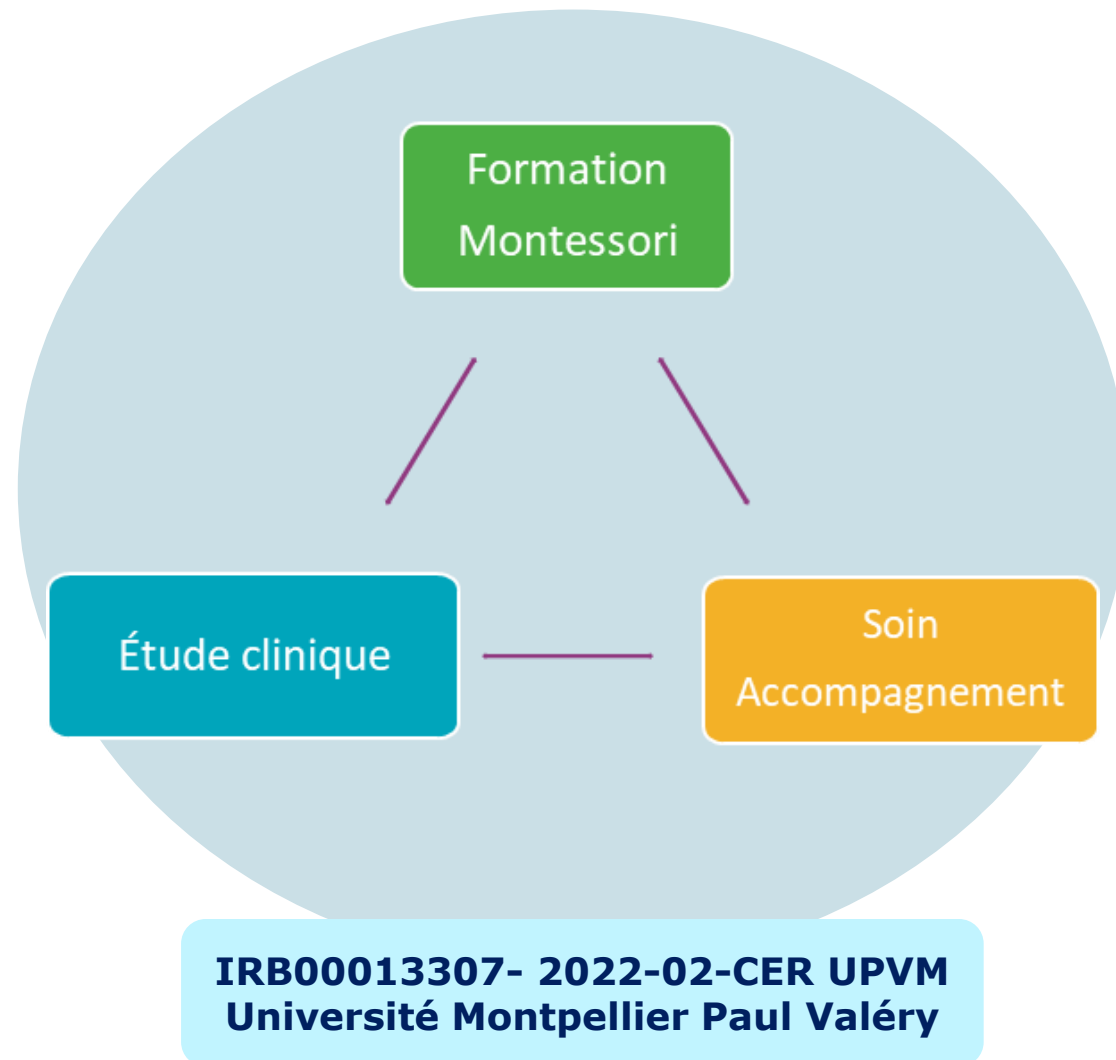 Formation
Montessori
Étude clinique
Soin
Accompagnement
IRB00013307- 2022-02-CER UPVM
Université Montpellier Paul Valéry